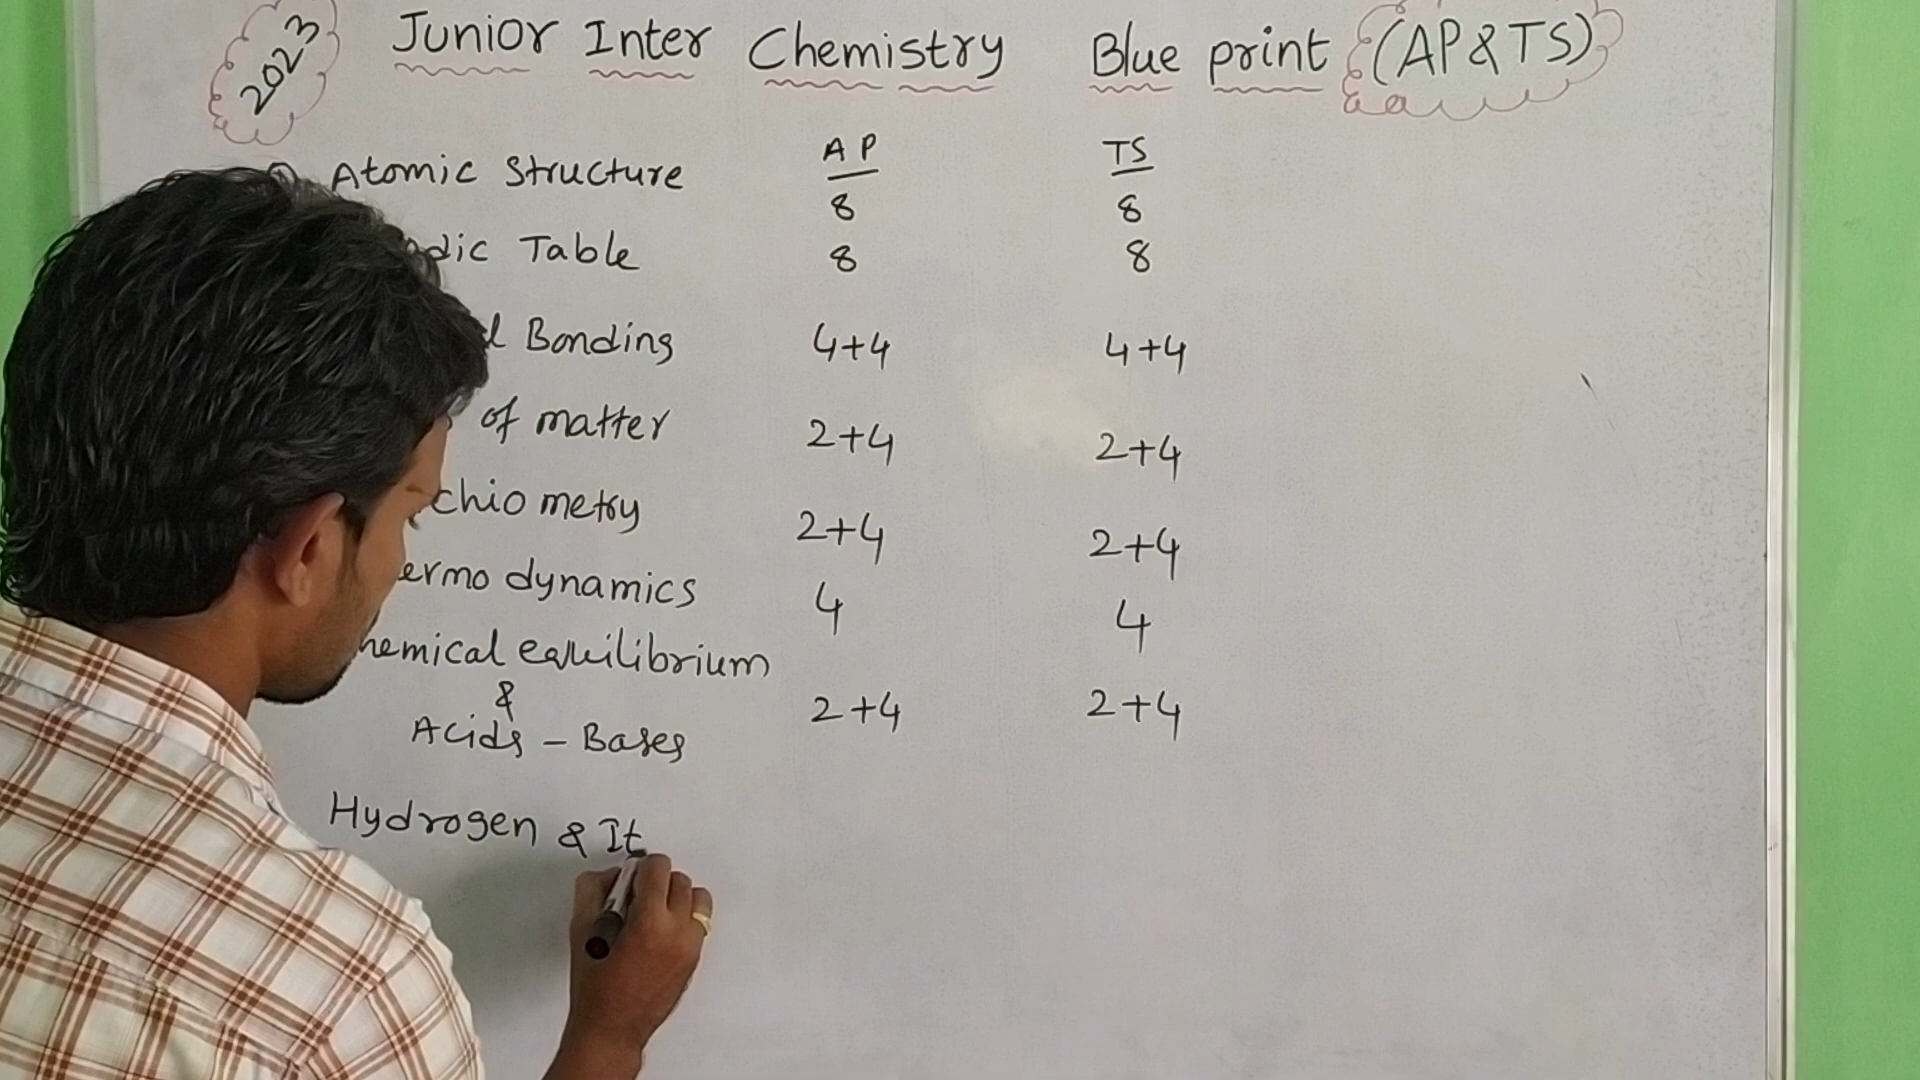 2023 Junior Inter Chemistry Blue print (AP & TS)
AP TS
Atomic Structure 8 8
Table 8 8
Bonding 4+4 4+4
of matter 2+4 2+4
chio metry 2+4 2+4
ermo dynamics 4 4
hemical equilibrium
&
Acids - Bases 2+4 2+4
Hydrogen & It